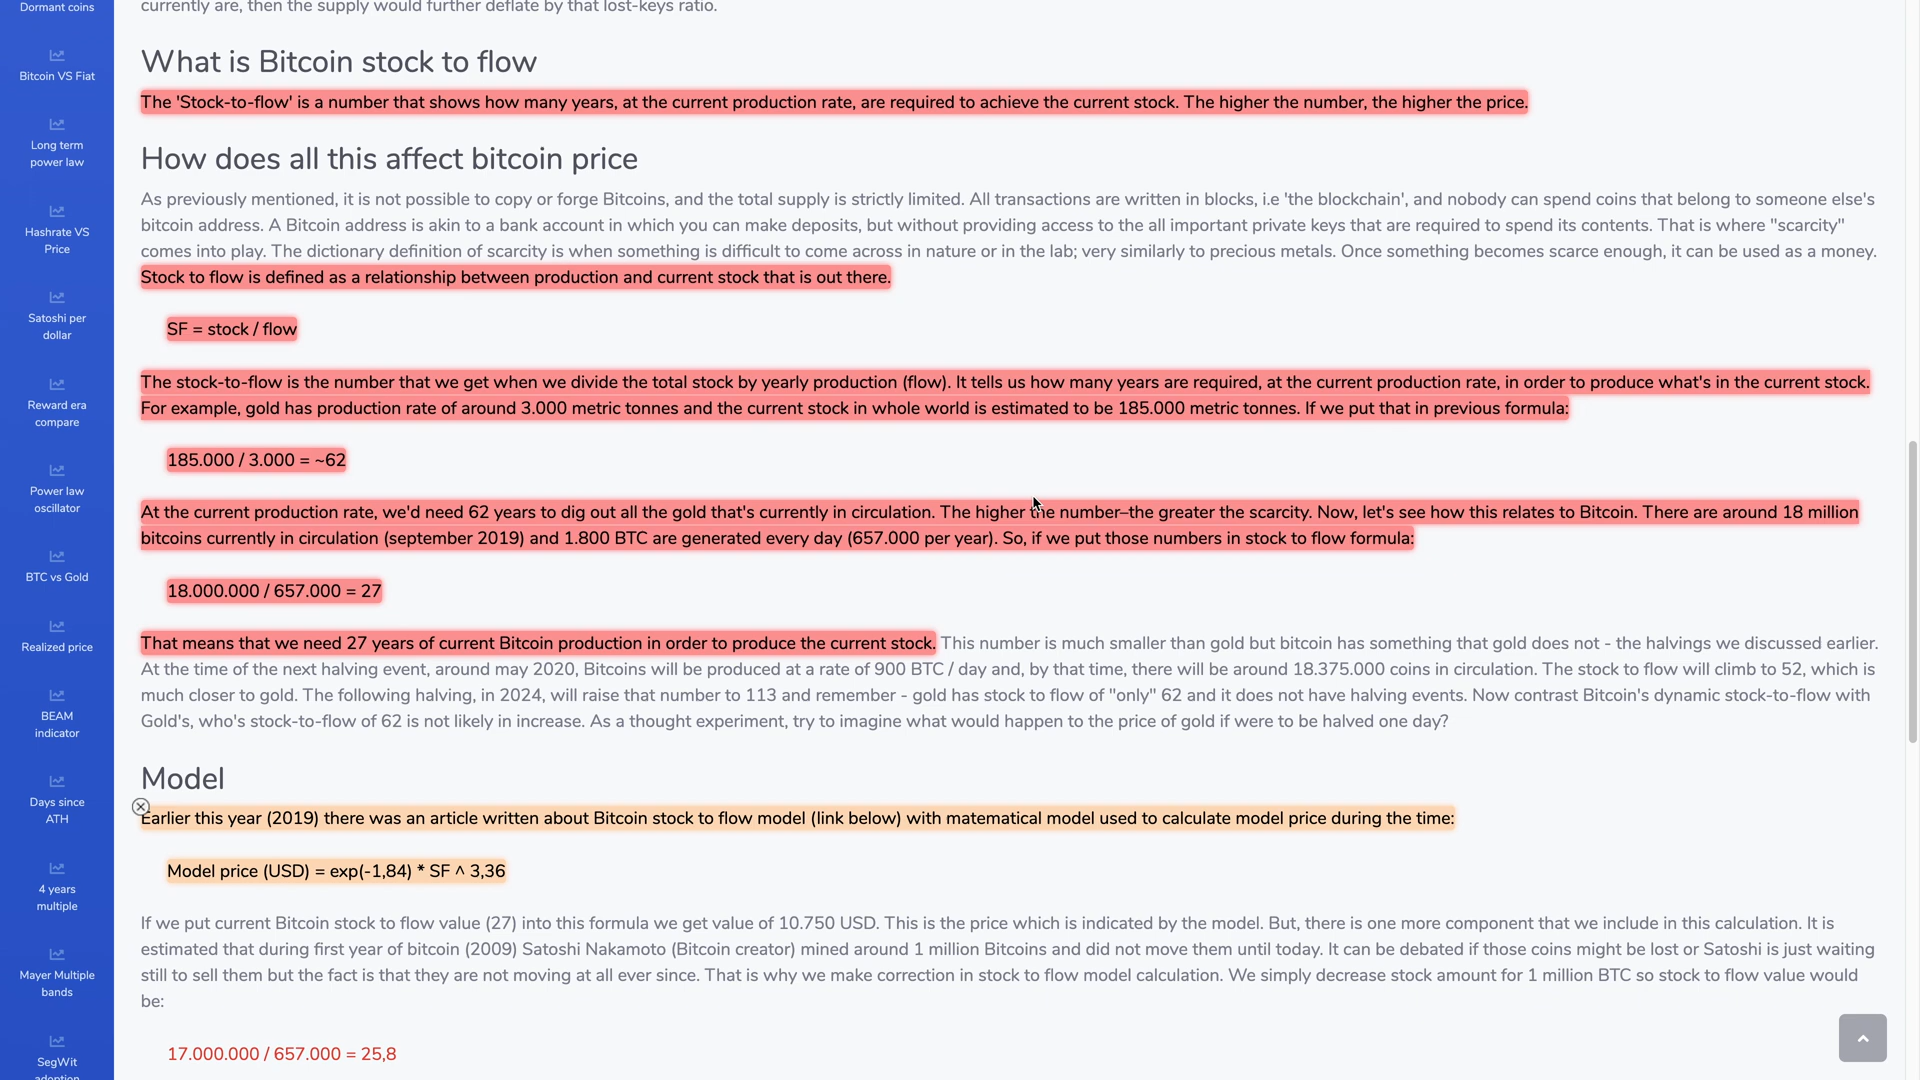 Dormant coins
Bitcoin VS Fiat
Long term
power law
Hashrate VS
Price
Satoshi per
dollar
Reward era
compare
Power law
oscillator
BTC vs Gold
Realized price
BEAM
indicator
Days since
ATH
4 years
multiple
Mayer Multiple
bands
SegWit
adoption
currently are, then the supply would further deflate by that lost-keys ratio.
What is Bitcoin stock to flow
The 'Stock-to-flow' is a number that shows how many years, at the current production rate, are required to achieve the current stock. The higher the number, the higher the price.
How does all this affect bitcoin price
As previously mentioned, it is not possible to copy or forge Bitcoins, and the total supply is strictly limited. All transactions are written in blocks, i.e 'the blockchain', and nobody can spend coins that belong to someone else's
bitcoin address. A Bitcoin address is akin to a bank account in which you can make deposits, but without providing access to the all important private keys that are required to spend its contents. That is where "scarcity"
comes into play. The dictionary definition of scarcity is when something is difficult to come across in nature or in the lab; very similarly to precious metals. Once something becomes scarce enough, it can be used as a money.
Stock to flow is defined as a relationship between production and current stock that is out there.
SF = stock / flow
The stock-to-flow is the number that we get when we divide the total stock by yearly production (flow). It tells us how many years are required, at the current production rate, in order to produce what's in the current stock.
For example, gold has production rate of around 3.000 metric tonnes and the current stock in whole world is estimated to be 185.000 metric tonnes. If we put that in previous formula:
185.000 / 3.000 = ~62
At the current production rate, we'd need 62 years to dig out all the gold that's currently in circulation. The higher the number–the greater the scarcity. Now, let's see how this relates to Bitcoin. There are around 18 million
bitcoins currently in circulation (september 2019) and 1.800 BTC are generated every day (657.000 per year). So, if we put those numbers in stock to flow formula:
18.000.000 / 657.000 = 27
That means that we need 27 years of current Bitcoin production in order to produce the current stock. This number is much smaller than gold but bitcoin has something that gold does not - the halvings we discussed earlier.
At the time of the next halving event, around may 2020, Bitcoins will be produced at a rate of 900 BTC / day and, by that time, there will be around 18.375.000 coins in circulation. The stock to flow will climb to 52, which is
much closer to gold. The following halving, in 2024, will raise that number to 113 and remember - gold has stock to flow of "only" 62 and it does not have halving events. Now contrast Bitcoin's dynamic stock-to-flow with
Gold's, who's stock-to-flow of 62 is not likely in increase. As a thought experiment, try to imagine what would happen to the price of gold if were to be halved one day?
Model
Earlier this year (2019) there was an article written about Bitcoin stock to flow model (link below) with matematical model used to calculate model price during the time:
Model price (USD) = exp(-1,84) * SF ^ 3,36
If we put current Bitcoin stock to flow value (27) into this formula we get value of 10.750 USD. This is the price which is indicated by the model. But, there is one more component that we include in this calculation. It is
estimated that during first year of bitcoin (2009) Satoshi Nakamoto (Bitcoin creator) mined around 1 million Bitcoins and did not move them until today. It can be debated if those coins might be lost or Satoshi is just waiting
still to sell them but the fact is that they are not moving at all ever since. That is why we make correction in stock to flow model calculation. We simply decrease stock amount for 1 million BTC so stock to flow value would
be:
17.000.000 / 657.000 = 25,8